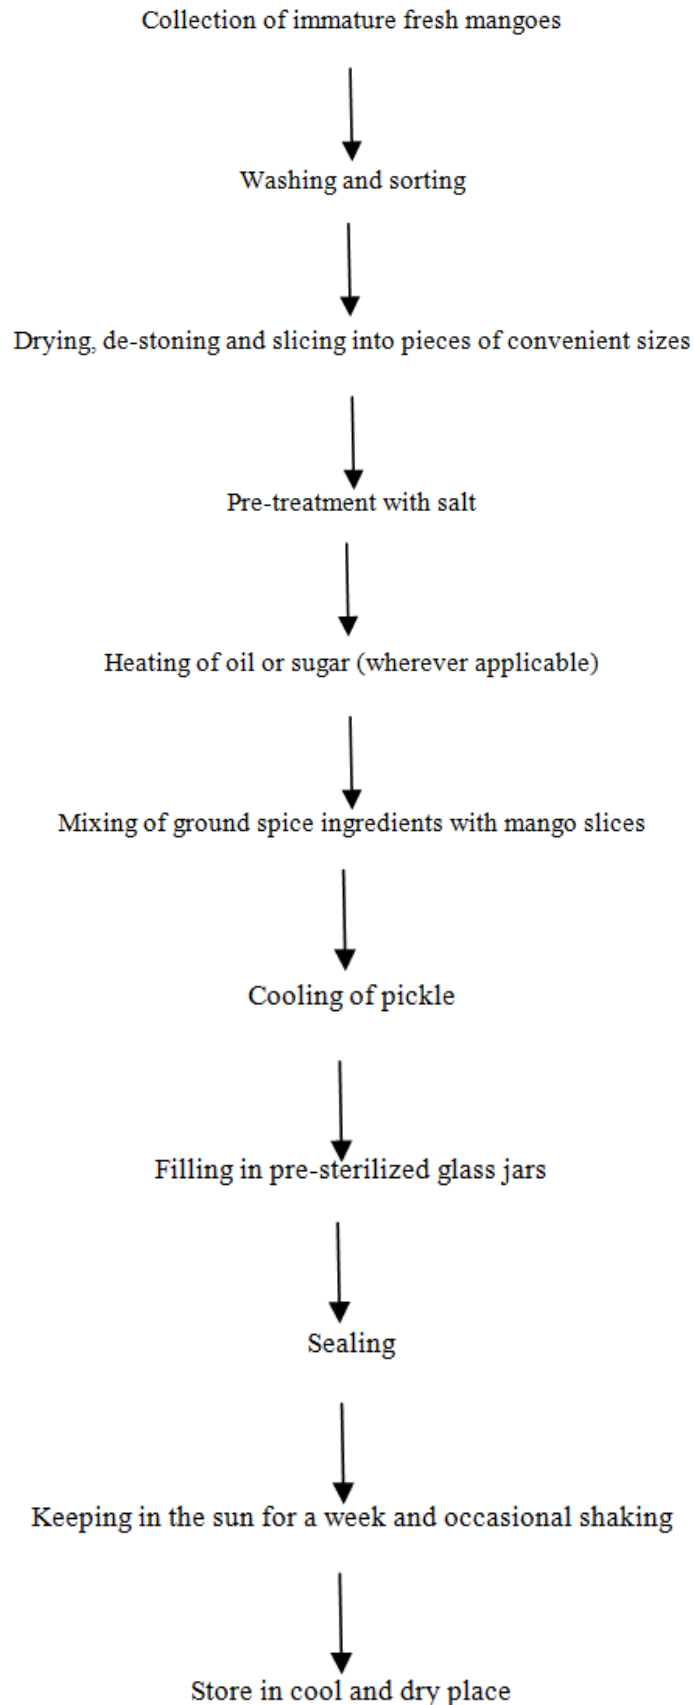 Collection of immature fresh mangoes
Washing and sorting
Drying, de-stoning and slicing into pieces of convenient sizes
Pre-treatment with salt
Heating of oil or sugar (wherever applicable)
Mixing of ground spice ingredients with mango slices
Cooling of pickle
Filling in pre-sterilized glass jars
Sealing
Keeping in the sun for a week and occasional shaking
Store in cool and dry place